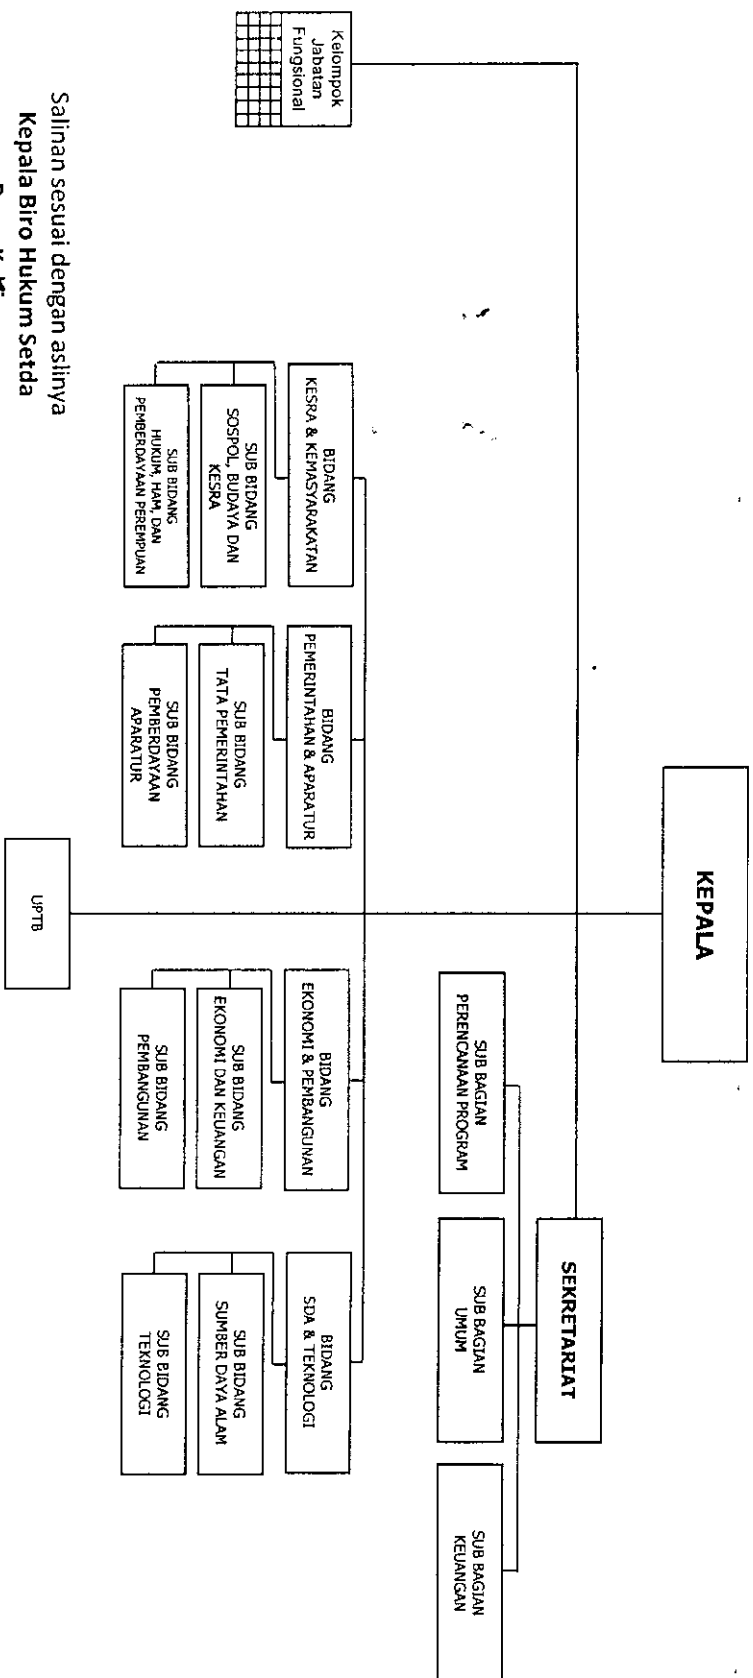 KEPALA
SEKRETARIAT
SUB BAGIAN
PERENCANAAN PROGRAM
SUB BAGIAN
UMUM
SUB BAGIAN
KEUANGAN
Kelompok
Jabatan
Fungsional
BIDANG
KESRA & KEMASYARAKATAN
SUB BIDANG
SOSPOL, BUDAYA DAN
KESRA
SUB BIDANG
HUKUM, HAM, DAN
PEMBERDAYAAN PEREMPUAN
BIDANG
PEMERINTAHAN & APARATUR
SUB BIDANG
TATA PEMERINTAHAN
SUB BIDANG
PEMBERDAYAAN
APARATUR
BIDANG
EKONOMI & PEMBANGUNAN
SUB BIDANG
EKONOMI DAN KEUANGAN
SUB BIDANG
PEMBANGUNAN
BIDANG
SDA & TEKNOLOGI
SUB BIDANG
SUMBER DAYA ALAM
SUB BIDANG
TEKNOLOGI
UPTB
Salinan sesuai dengan aslinya
Kepala Biro Hukum Setda